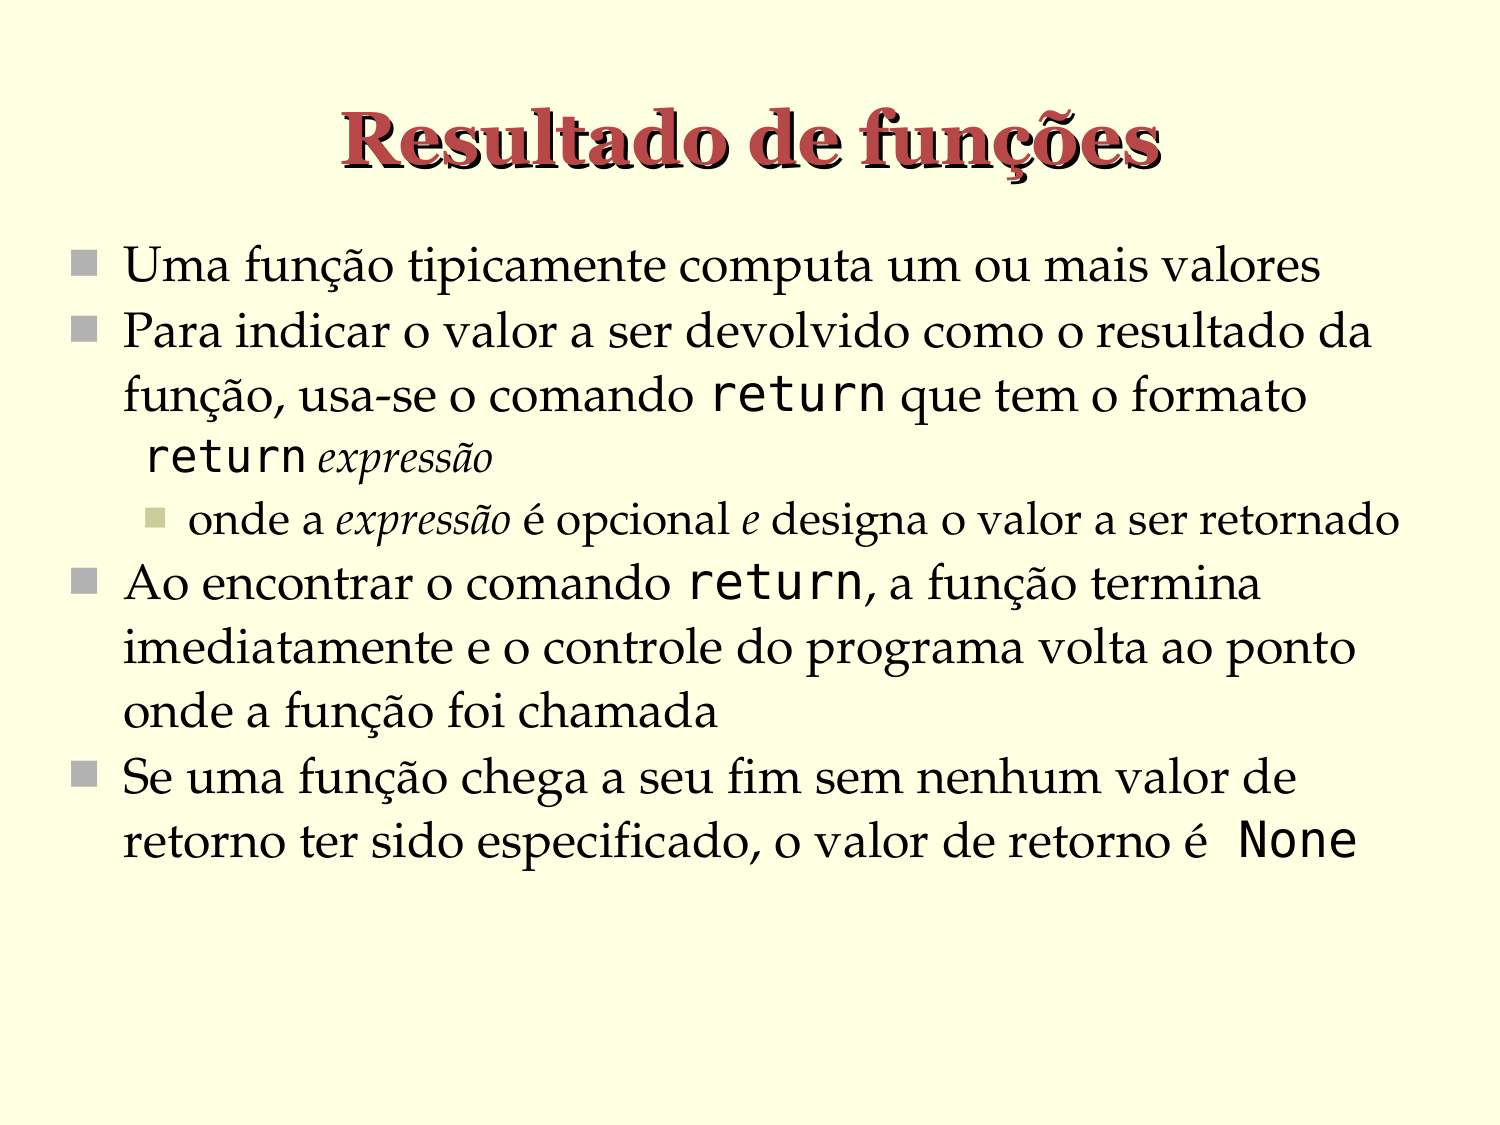 Resultado de funções
Uma função tipicamente computa um ou mais valores
Para indicar o valor a ser devolvido como o resultado da
função, usa-se o comando return que tem o formato
return expressão
onde a expressão é opcional e designa o valor a ser retornado
Ao encontrar o comando return, a função termina
imediatamente e o controle do programa volta ao ponto
onde a função foi chamada
Se uma função chega a seu fim sem nenhum valor de
retorno ter sido especificado, o valor de retorno é None